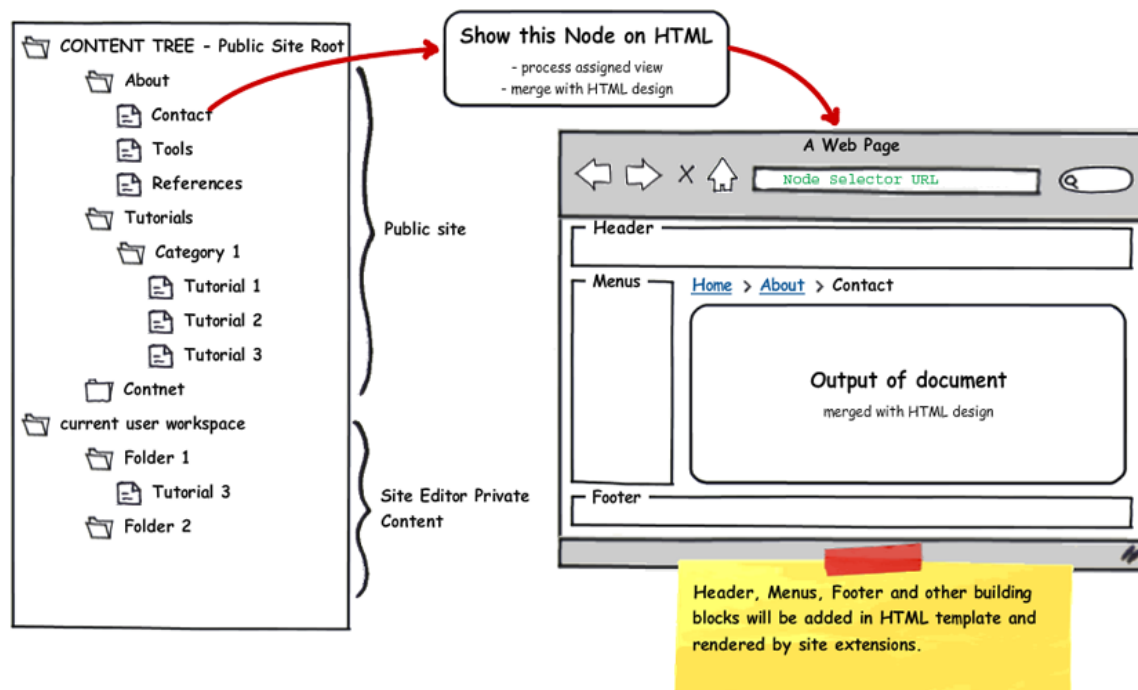 CONTENT TREE - Public Site Root
About
Contact
Tools
References
Tutorials
Category 1
Tutorial 1
Tutorial 2
Tutorial 3
Contnet
current user workspace
Folder 1
Tutorial 3
Folder 2
Public site
Site Editor Private
Content
Show this Node on HTML
- process assigned view
- merge with HTML design
A Web Page
X
Node Selector URL
Header
Menus
Home > About > Contact
Output of document
merged with HTML design
Footer
Header, Menus, Footer and other building
blocks will be added in HTML template and
rendered by site extensions.